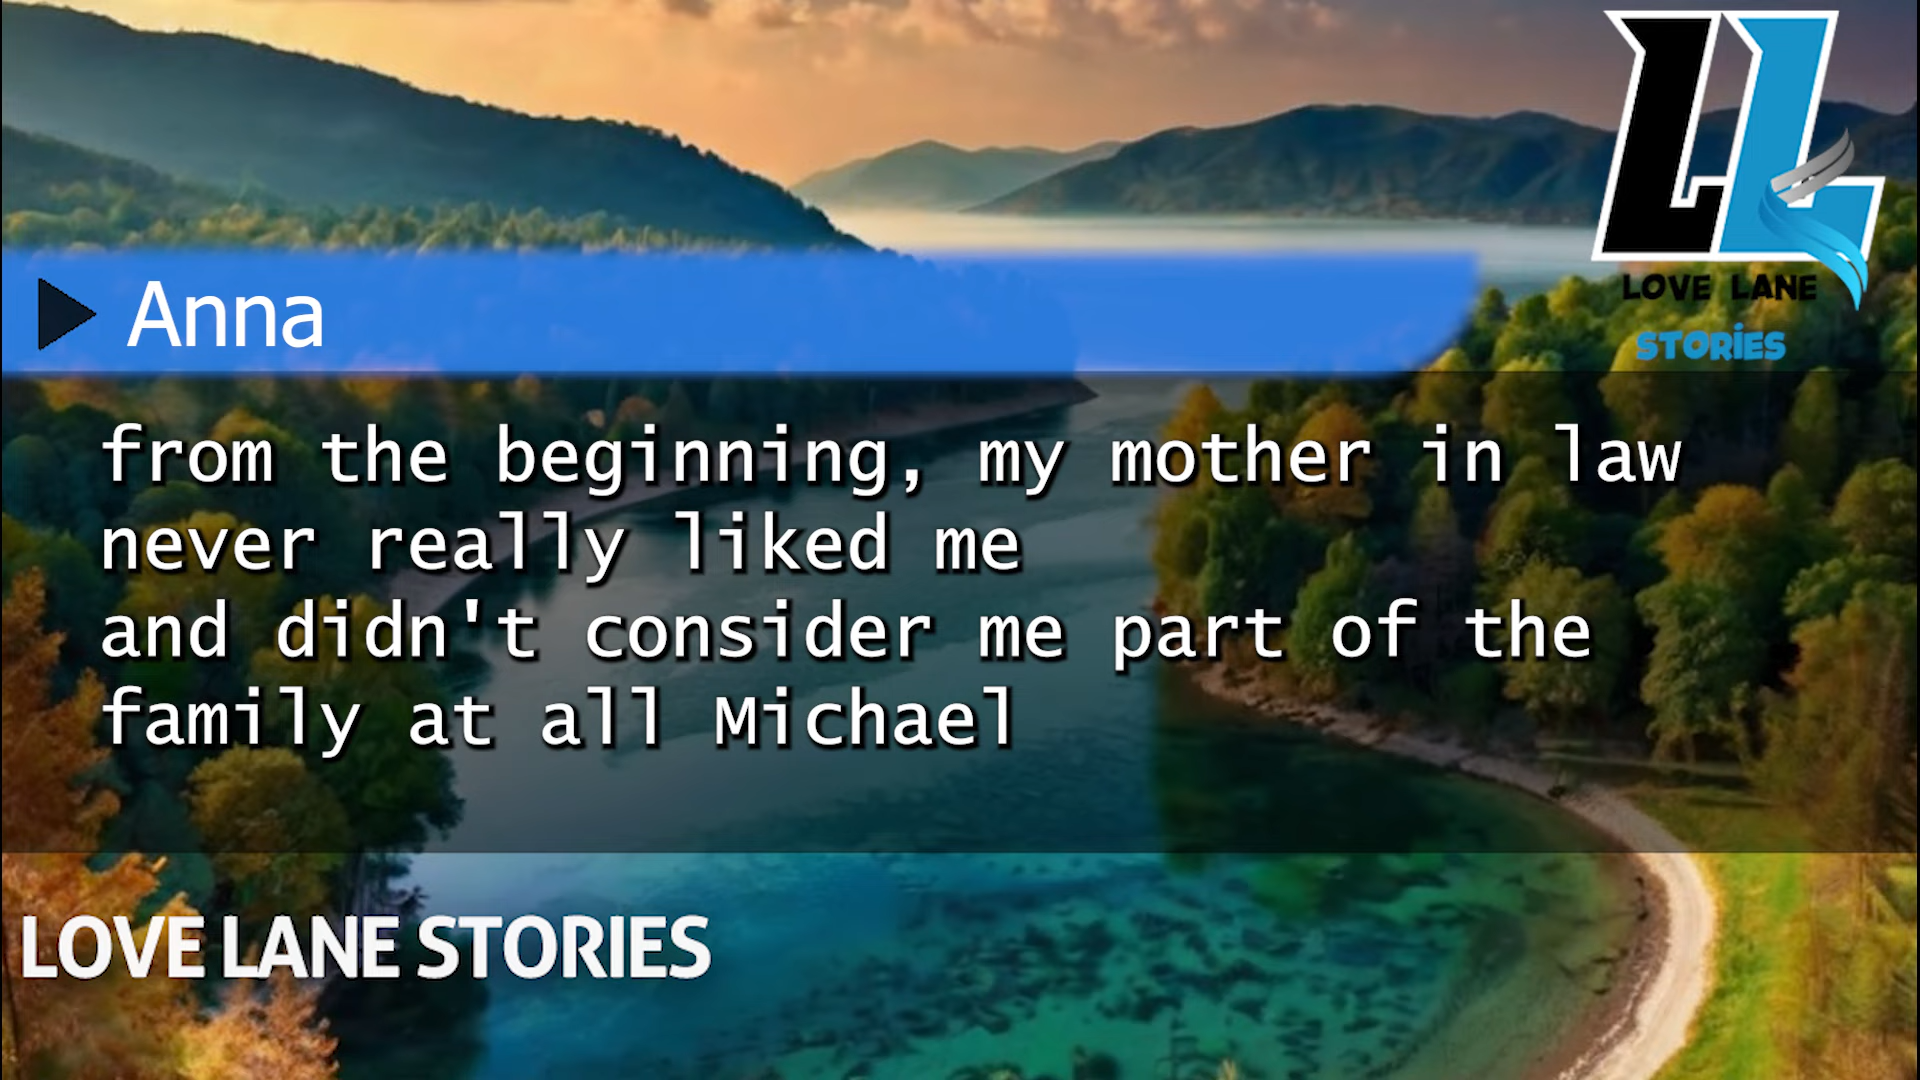 LL
LOVE LANE
STORIES
Anna
from the beginning, my mother in law
never really liked me
and didn't consider me part of the
family at all Michael
LOVE LANE STORIES